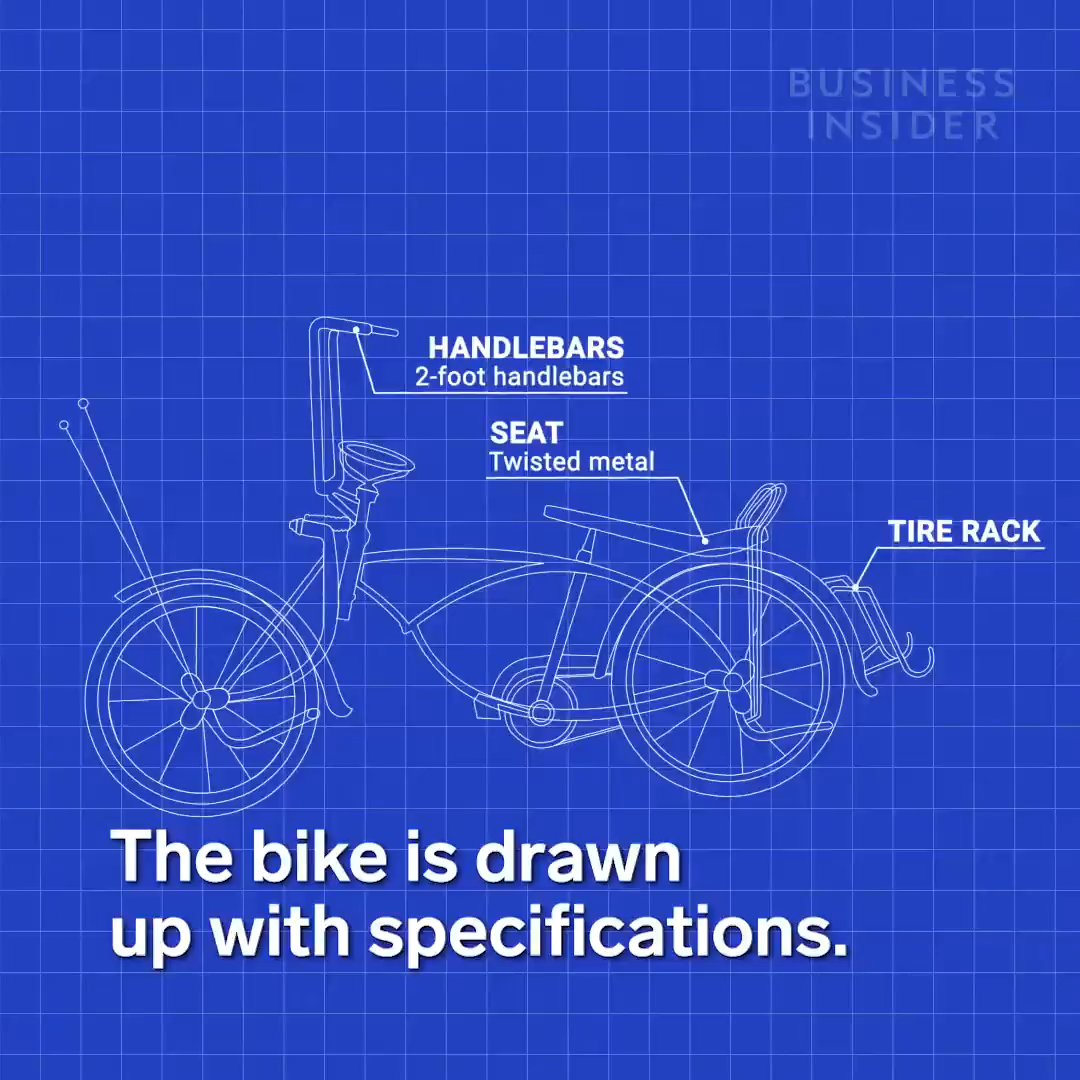 BUSINESS
INSIDER
HANDLEBARS
2-foot handlebars
SEAT
Twisted metal
TIRE RACK
The bike is drawn
up with specifications.